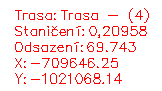 Trasa: Trasa - (4)
Staničení: 0,20958
Odsazení: 69.743
X: -709646.25
Y: -1021068.14